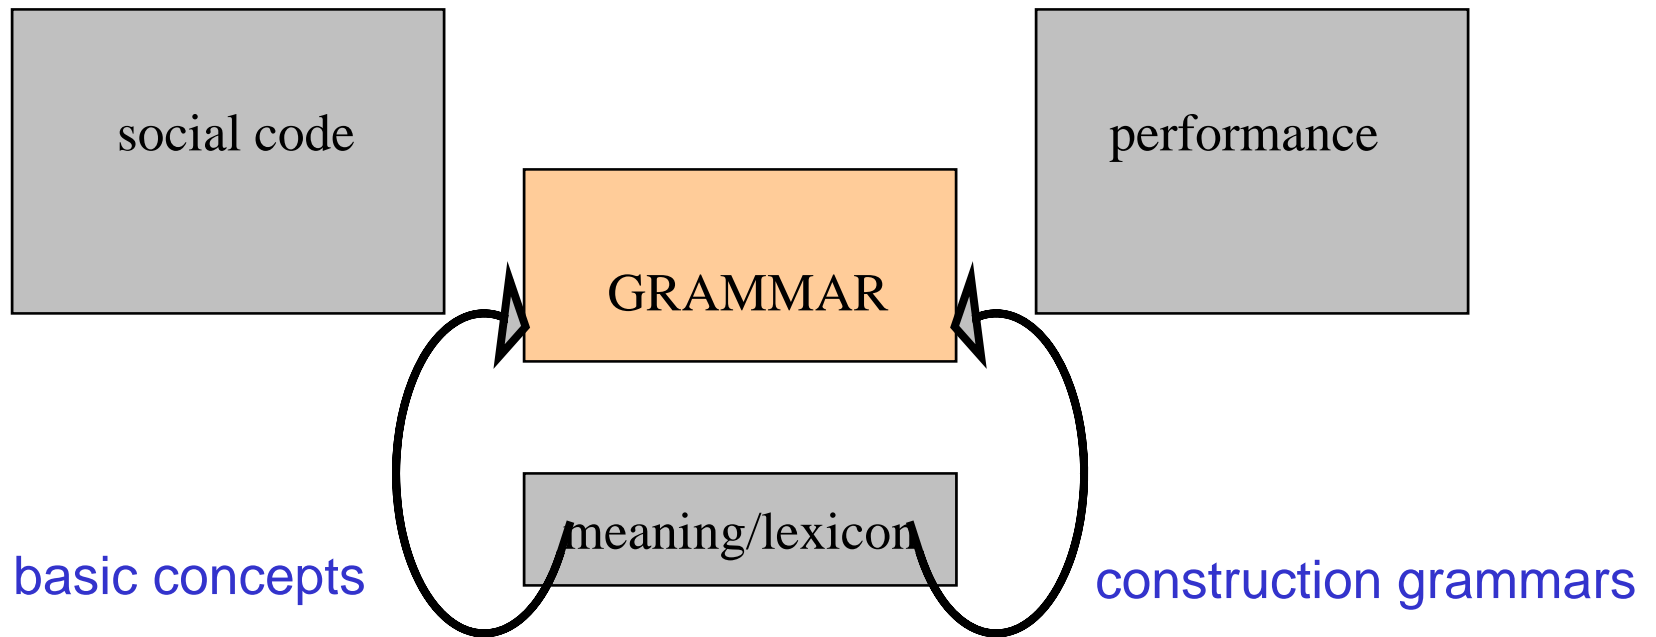 social code
performance
GRAMMAR
meaning/lexicon
basic concepts
construction grammars